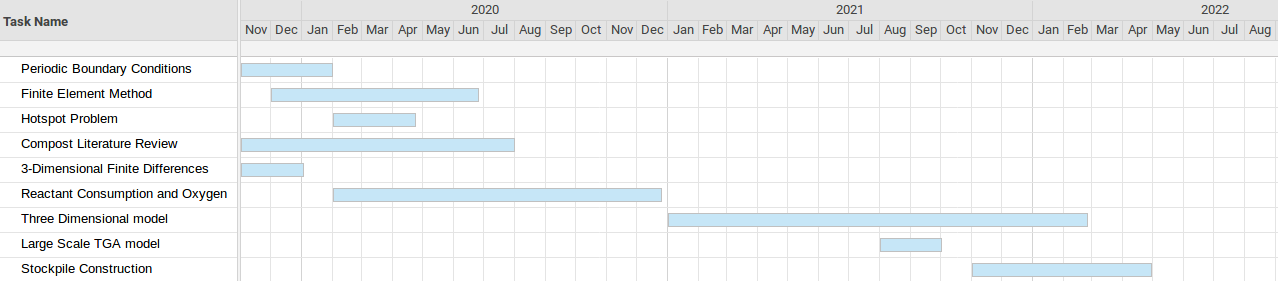 2020 2021 2022
Task Name
Nov Dec Jan Feb Mar Apr May Jun Jul Aug Sep Oct Nov Dec Jan Feb Mar Apr May Jun Jul Aug Sep Oct Nov Dec Jan Feb Mar Apr May Jun Jul Aug
Periodic Boundary Conditions
Finite Element Method
Hotspot Problem
Compost Literature Review
3-Dimensional Finite Differences
Reactant Consumption and Oxygen
Three Dimensional model
Large Scale TGA model
Stockpile Construction